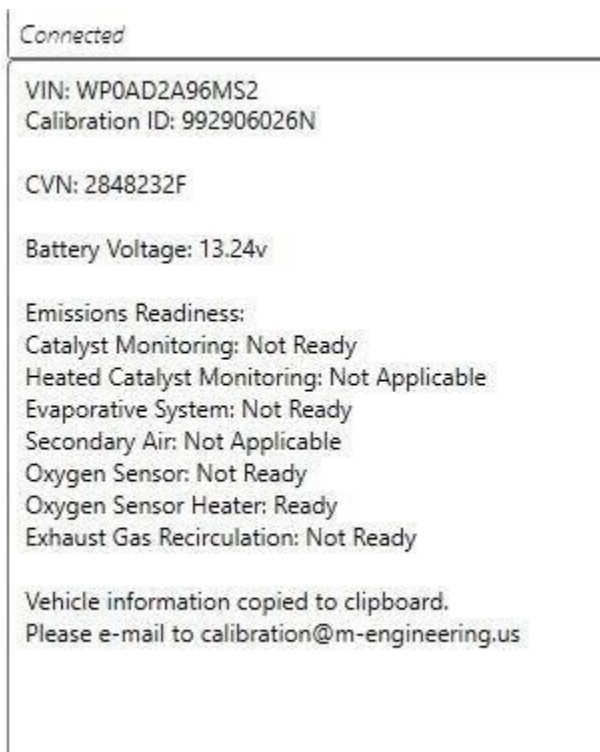 Connected
VIN: WP0AD2A96MS2
Calibration ID: 992906026N
CVN: 2848232F
Battery Voltage: 13.24v
Emissions Readiness:
Catalyst Monitoring: Not Ready
Heated Catalyst Monitoring: Not Applicable
Evaporative System: Not Ready
Secondary Air: Not Applicable
Oxygen Sensor: Not Ready
Oxygen Sensor Heater: Ready
Exhaust Gas Recirculation: Not Ready
Vehicle information copied to clipboard.
Please e-mail to calibration@m-engineering.us